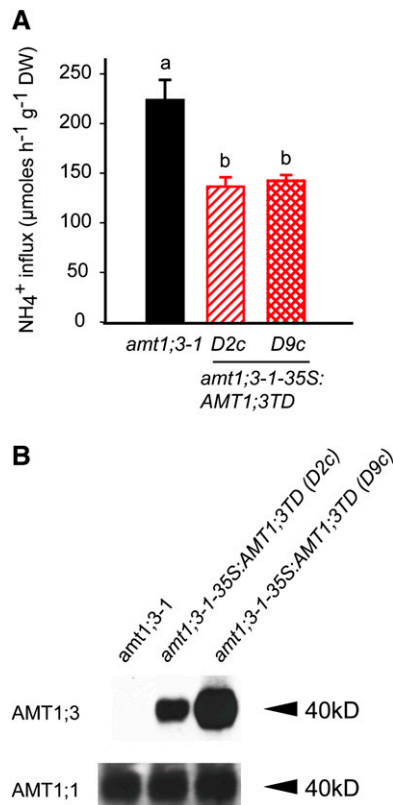 A
NH4⁺ influx (µmoles h⁻¹ g⁻¹ DW)
250
200
150
100
50
0
a
b
b
amt1;3-1 D2c D9c
amt1;3-1-35S:
AMT1;3TD
B
amt1;3-1
amt1;3-1-35S:AMT1;3TD (D2c)
amt1;3-1-35S:AMT1;3TD (D9c)
AMT1;3 40kD
AMT1;1 40kD